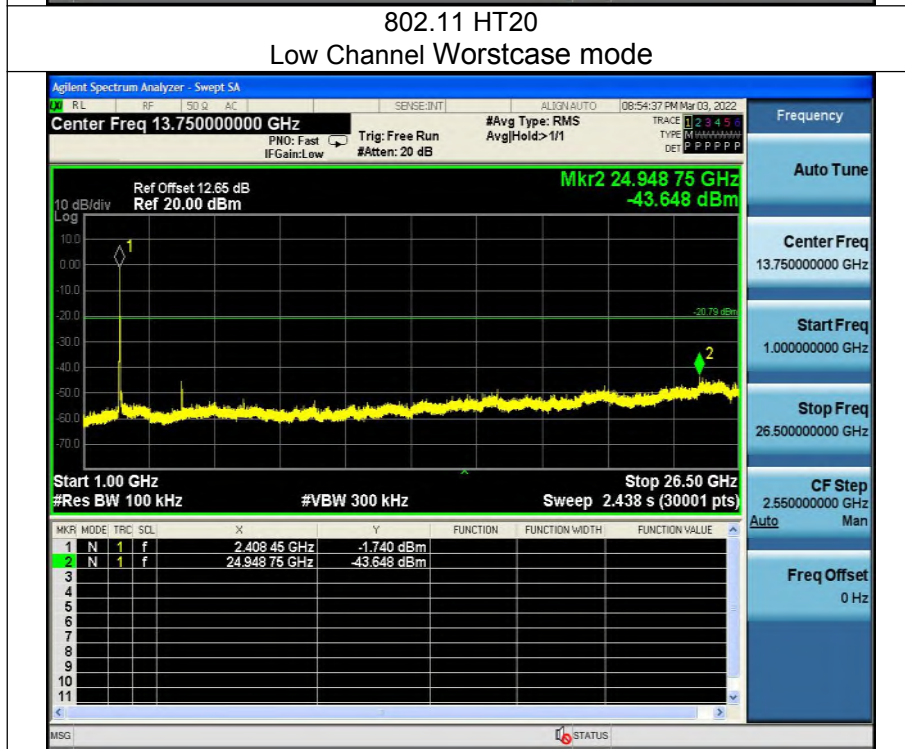 802.11 HT20
Low Channel Worstcase mode
Agilent Spectrum Analyzer - Swept SA
RL RF 50 Ω AC SENSE:INT ALIGN AUTO 08:54:37 PM Mar 03, 2022
Center Freq 13.750000000 GHz #Avg Type: RMS TRACE 1 2 3 4 5 6
PNO: Fast Trig: Free Run Avg|Hold:>1/1 TYPE M
IFGain:Low #Atten: 20 dB DET P P P P P P
Frequency
Auto Tune
Center Freq
13.750000000 GHz
Start Freq
1.000000000 GHz
Stop Freq
26.500000000 GHz
CF Step
2.550000000 GHz
Auto Man
Freq Offset
0 Hz
Mkr2 24.948 75 GHz
-43.648 dBm
Ref Offset 12.65 dB
10 dB/div Ref 20.00 dBm
Log
10.0
0.00
-10.0
-20.0
-30.0
-40.0
-50.0
-60.0
-70.0
1
-20.79 dBm
2
Start 1.00 GHz Stop 26.50 GHz
#Res BW 100 kHz #VBW 300 kHz Sweep 2.438 s (30001 pts)
MKR MODE TRC SCL X Y FUNCTION FUNCTION WIDTH FUNCTION VALUE
1 N 1 f 2.408 45 GHz -1.740 dBm
2 N 1 f 24.948 75 GHz -43.648 dBm
3
4
5
6
7
8
9
10
11
MSG STATUS